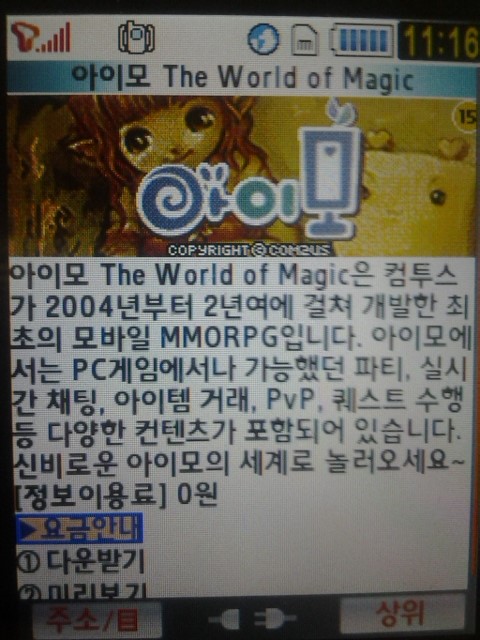 11:16
아이모 The World of Magic
15
아이모
COPYRIGHT © COM2US
아이모 The World of Magic은 컴투스
가 2004년부터 2년여에 걸쳐 개발한 최
초의 모바일 MMORPG입니다. 아이모에
서는 PC게임에서나 가능했던 파티, 실시
간 채팅, 아이템 거래, PvP, 퀘스트 수행
등 다양한 컨텐츠가 포함되어 있습니다.
신비로운 아이모의 세계로 놀러오세요~
[정보이용료] 0원
▶요금안내
① 다운받기
② 미리보기
주소/目
상위